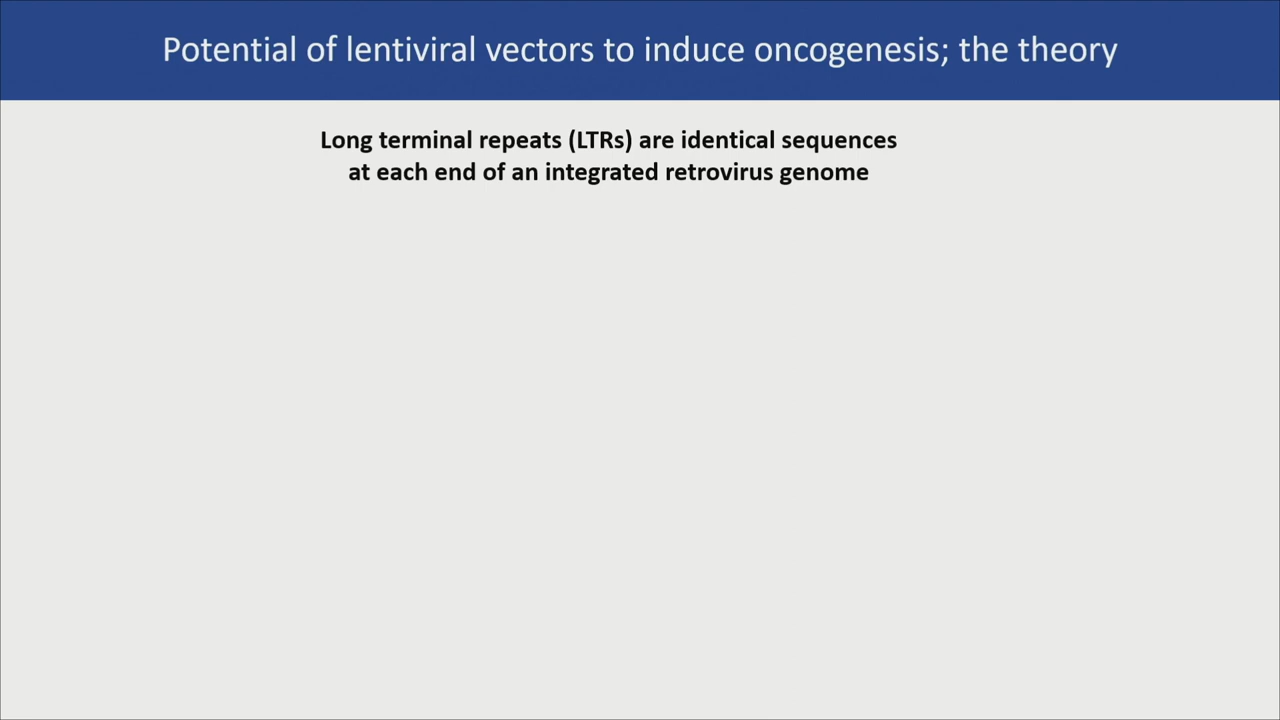 Potential of lentiviral vectors to induce oncogenesis; the theory
Long terminal repeats (LTRs) are identical sequences
at each end of an integrated retrovirus genome